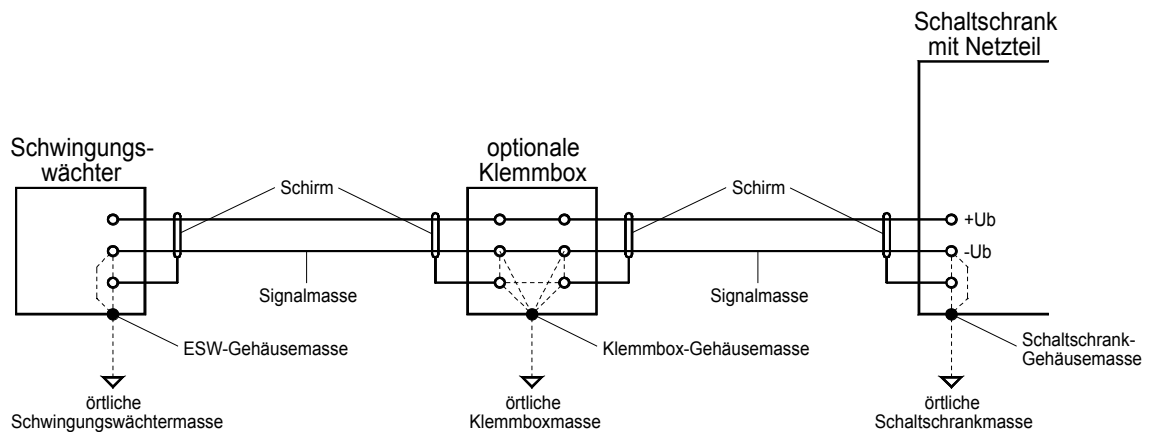 Schaltschrank
mit Netzteil
Schwingungs-
wächter
optionale
Klemmbox
Schirm
Schirm
+Ub
-Ub
Signalmasse
Signalmasse
ESW-Gehäusemasse
Klemmbox-Gehäusemasse
Schaltschrank-
Gehäusemasse
örtliche
Schwingungswächtermasse
örtliche
Klemmboxmasse
örtliche
Schaltschrankmasse